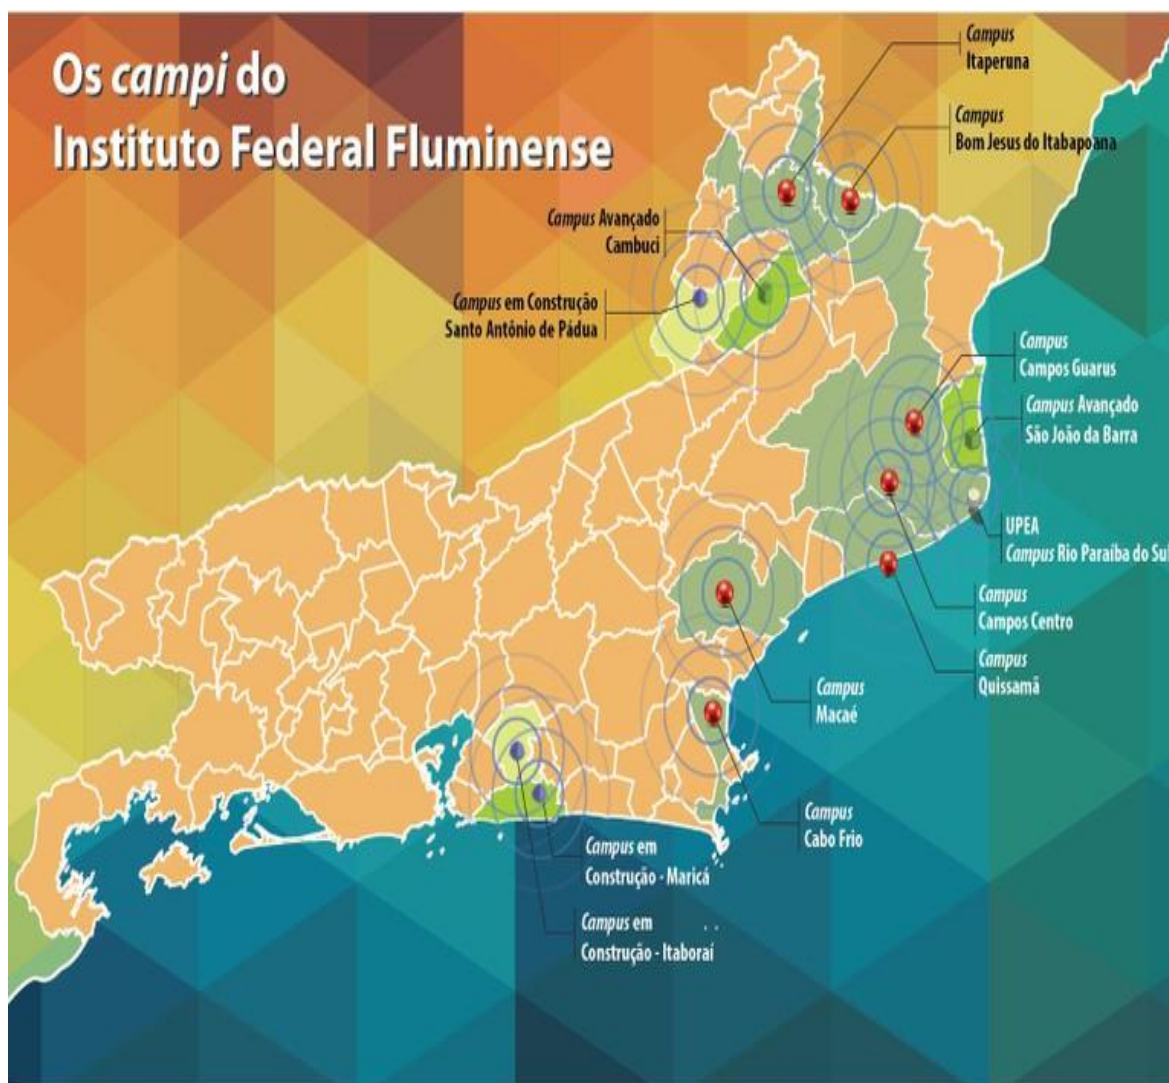 Os campi do
Instituto Federal Fluminense
Campus
Itaperuna
Campus
Bom Jesus do Itabapoana
Campus Avançado
Cambuci
Campus em Construção
Santo Antônio de Pádua
Campus
Campos Guarus
Campus Avançado
São João da Barra
UPEA
Campus Rio Paraíba do Sul
Campus
Campos Centro
Campus
Quissamã
Campus
Macaé
Campus
Cabo Frio
Campus em
Construção - Maricá
Campus em
Construção - Itaboraí